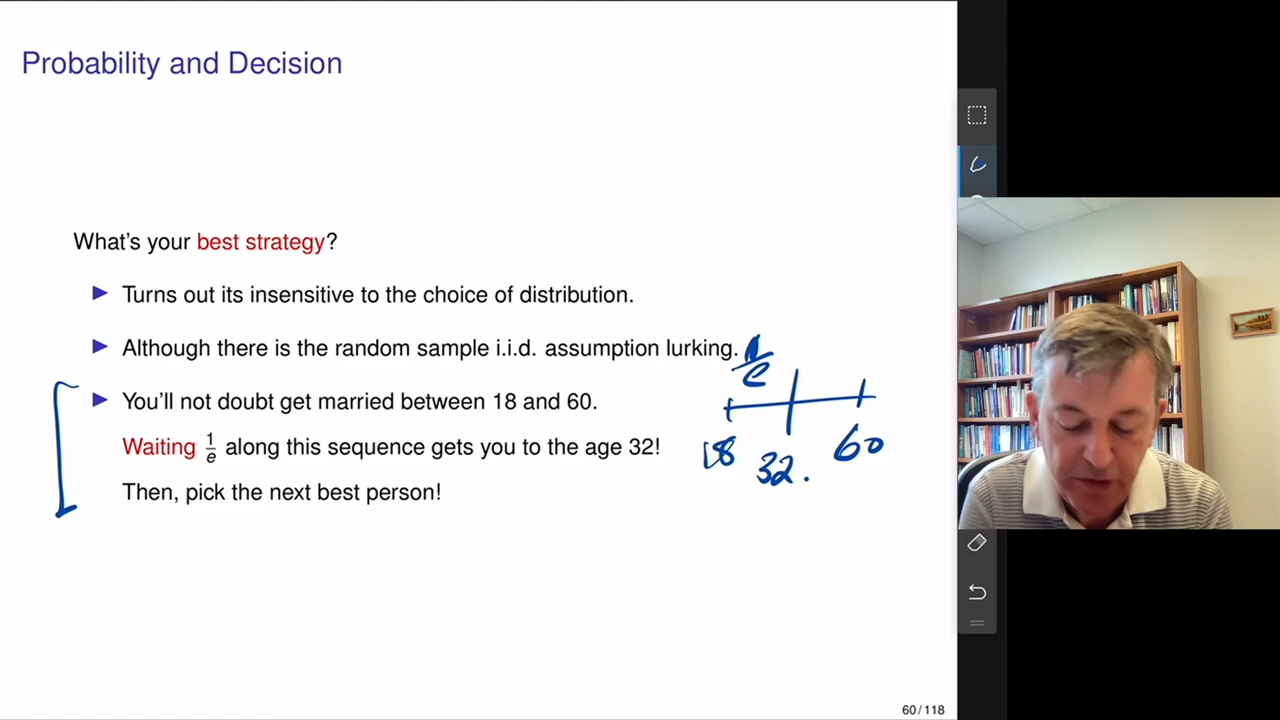 Probability and Decision
What's your best strategy?
Turns out its insensitive to the choice of distribution.
Although there is the random sample i.i.d. assumption lurking.
1/e
You'll not doubt get married between 18 and 60.
Waiting 1/e along this sequence gets you to the age 32!
18 32. 60
Then, pick the next best person!
60 / 118